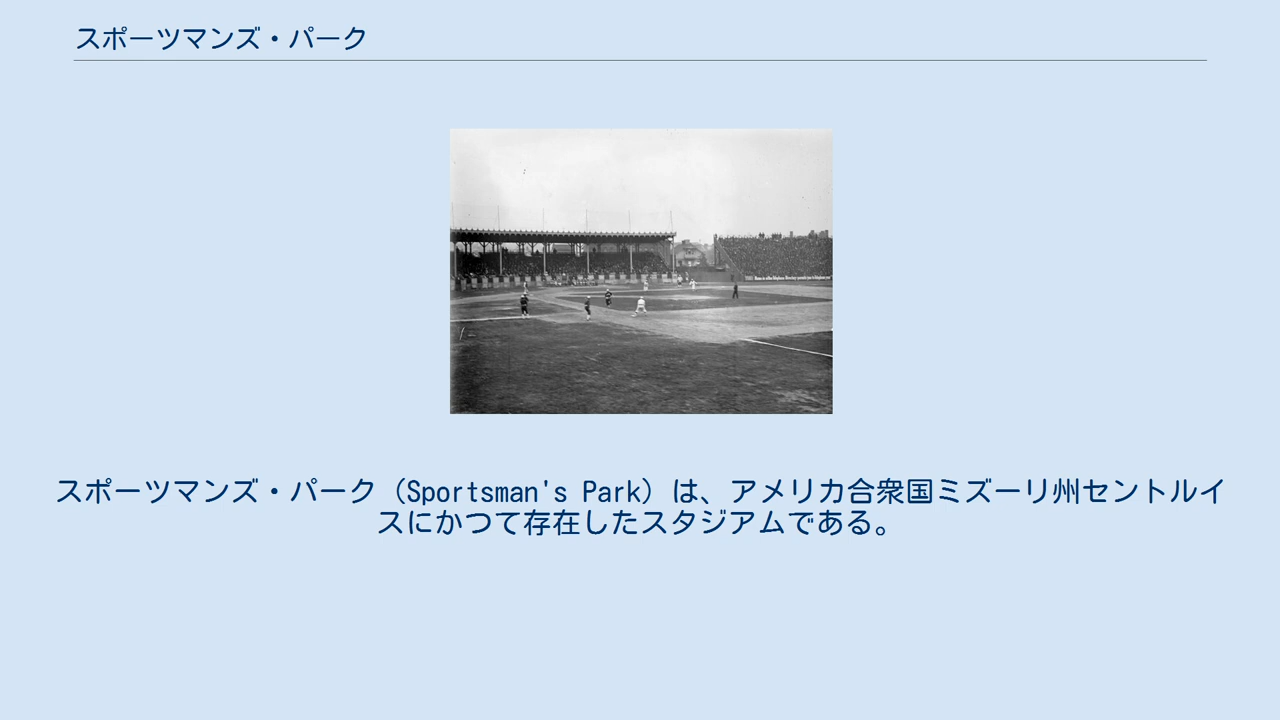 スポーツマンズ・パーク
スポーツマンズ・パーク（Sportsman's Park）は、アメリカ合衆国ミズーリ州セントルイ
スにかつて存在したスタジアムである。